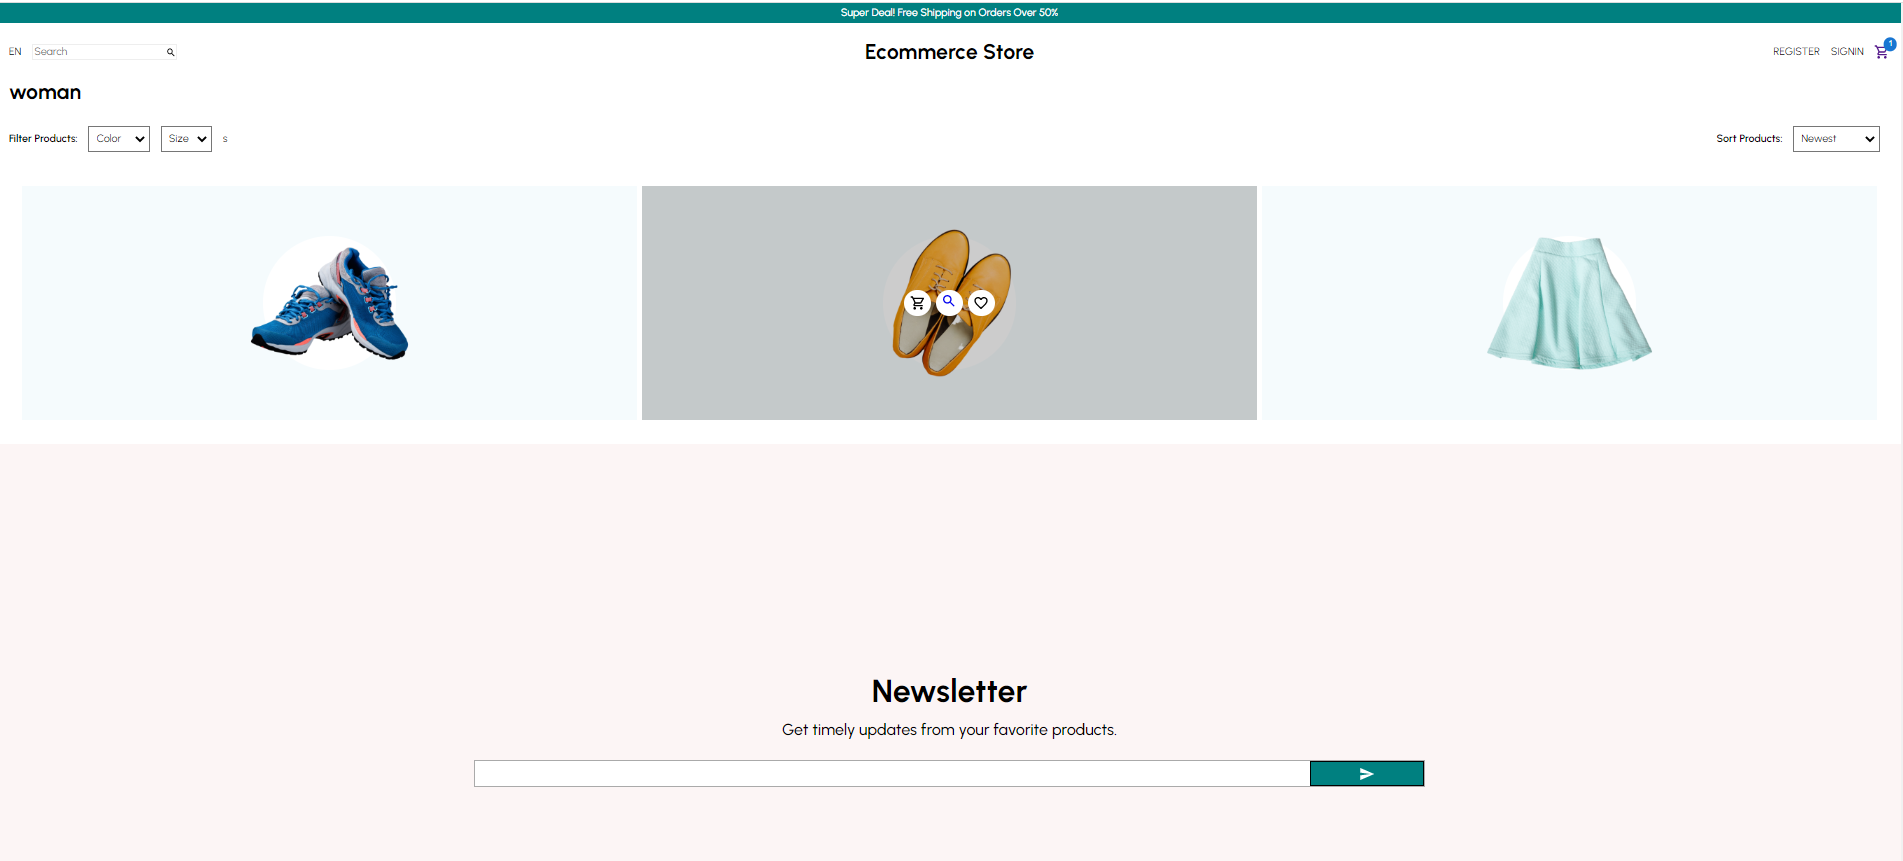 Super Deal! Free Shipping on Orders Over 50%
EN Search Ecommerce Store REGISTER SIGNIN 1
woman
Filter Products: Color Size s Sort Products: Newest
Newsletter
Get timely updates from your favorite products.